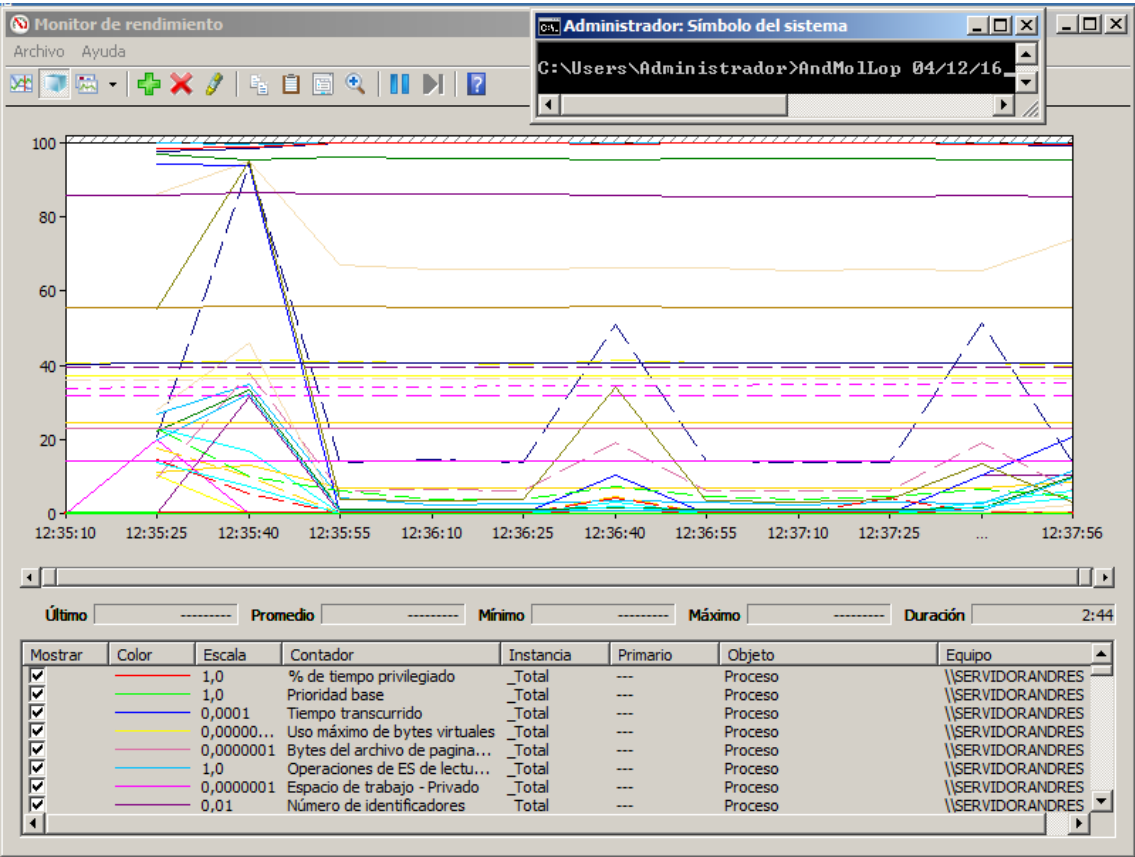 Monitor de rendimiento
Administrador: Símbolo del sistema
C:\Users\Administrador>AndMolLop 04/12/16_
Archivo Ayuda
100
80
60
40
20
0
12:35:10 12:35:25 12:35:40 12:35:55 12:36:10 12:36:25 12:36:40 12:36:55 12:37:10 12:37:25 ... 12:37:56
Último --------- Promedio --------- Mínimo --------- Máximo --------- Duración 2:44
Mostrar Color Escala Contador Instancia Primario Objeto Equipo
1,0 % de tiempo privilegiado _Total --- Proceso \\SERVIDORANDRES
1,0 Prioridad base _Total --- Proceso \\SERVIDORANDRES
0,0001 Tiempo transcurrido _Total --- Proceso \\SERVIDORANDRES
0,00000... Uso máximo de bytes virtuales _Total --- Proceso \\SERVIDORANDRES
0,0000001 Bytes del archivo de pagina... _Total --- Proceso \\SERVIDORANDRES
1,0 Operaciones de ES de lectu... _Total --- Proceso \\SERVIDORANDRES
0,0000001 Espacio de trabajo - Privado _Total --- Proceso \\SERVIDORANDRES
0,01 Número de identificadores _Total --- Proceso \\SERVIDORANDRES